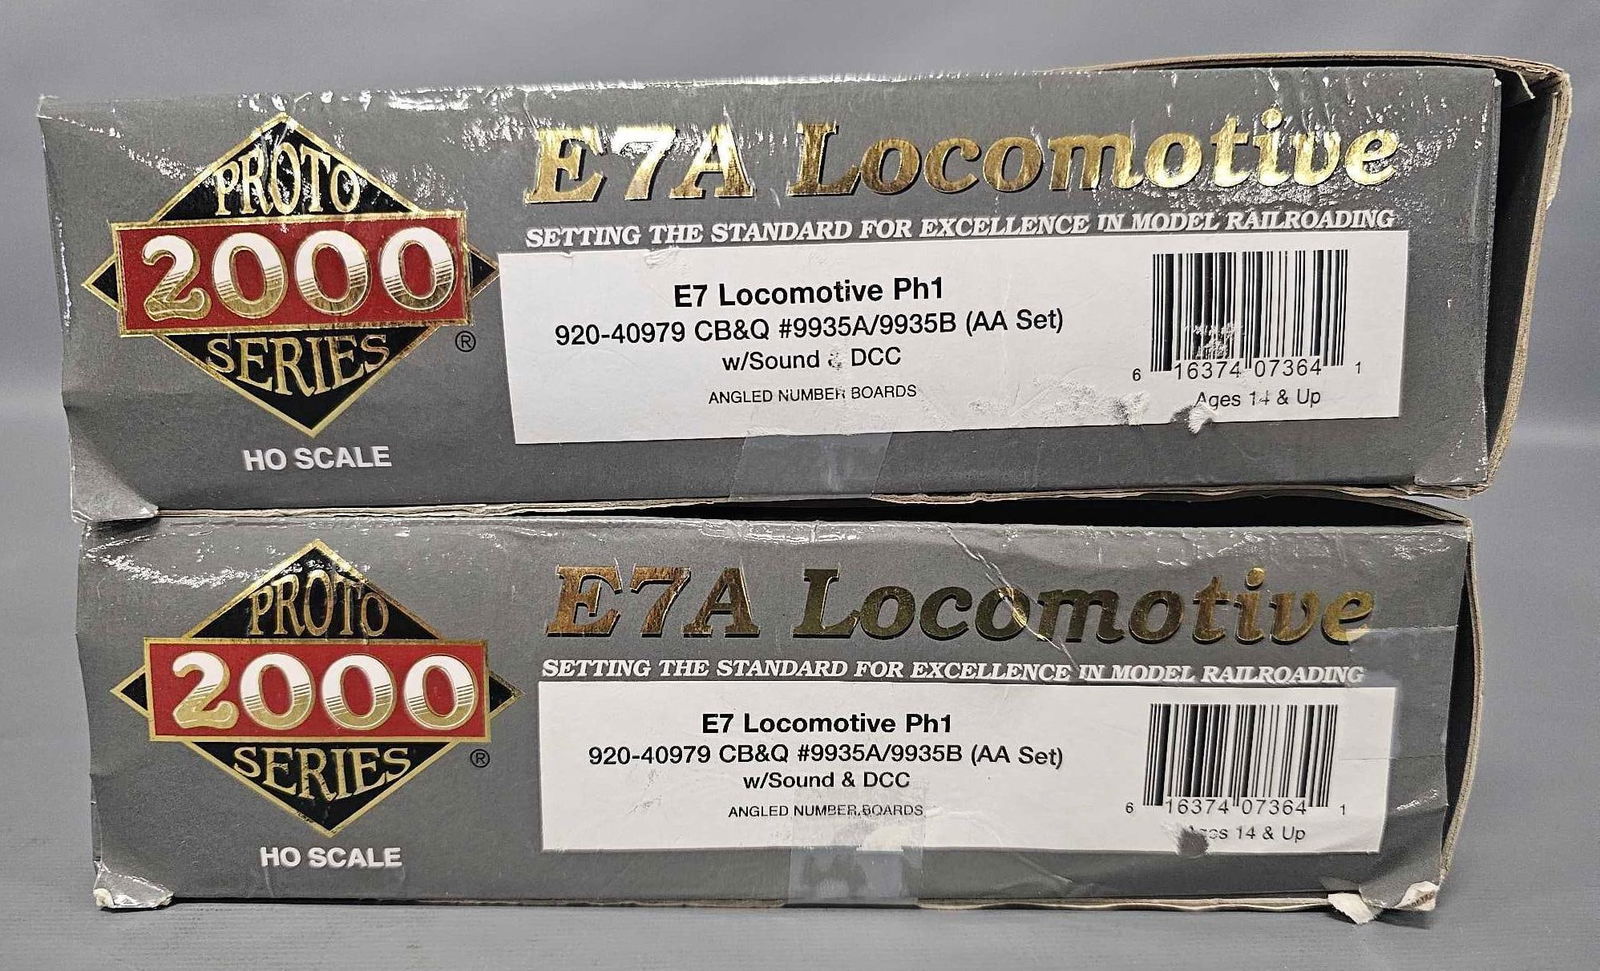 PROTO
2000
SERIES
®
HO SCALE
E7A Locomotive
SETTING THE STANDARD FOR EXCELLENCE IN MODEL RAILROADING
E7 Locomotive Ph1
920-40979 CB&Q #9935A/9935B (AA Set)
w/Sound & DCC
ANGLED NUMBER BOARDS
6 16374 07364 1
Ages 14 & Up
PROTO
2000
SERIES
®
HO SCALE
E7A Locomotive
SETTING THE STANDARD FOR EXCELLENCE IN MODEL RAILROADING
E7 Locomotive Ph1
920-40979 CB&Q #9935A/9935B (AA Set)
w/Sound & DCC
ANGLED NUMBER BOARDS
6 16374 07364 1
Ages 14 & Up